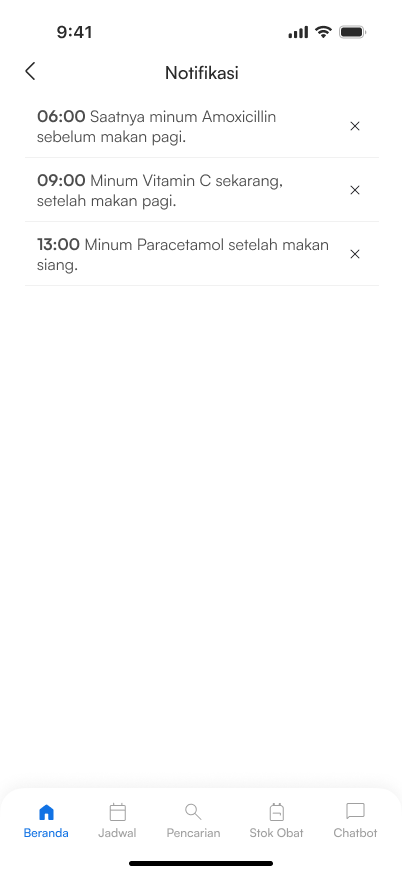 9:41
Notifikasi
06:00 Saatnya minum Amoxicillin
sebelum makan pagi.
09:00 Minum Vitamin C sekarang,
setelah makan pagi.
13:00 Minum Paracetamol setelah makan
siang.
Beranda Jadwal Pencarian Stok Obat Chatbot